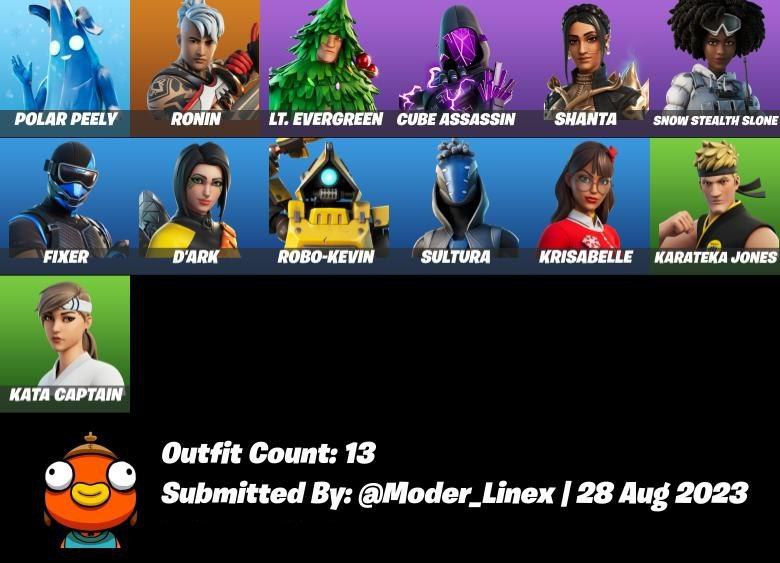 POLAR PEELY
RONIN
LT. EVERGREEN
CUBE ASSASSIN
SHANTA
SNOW STEALTH SLONE
FIXER
D'ARK
ROBO-KEVIN
SULTURA
KRISABELLE
KARATEKA JONES
KATA CAPTAIN
Outfit Count: 13
Submitted By: @Moder_Linex | 28 Aug 2023